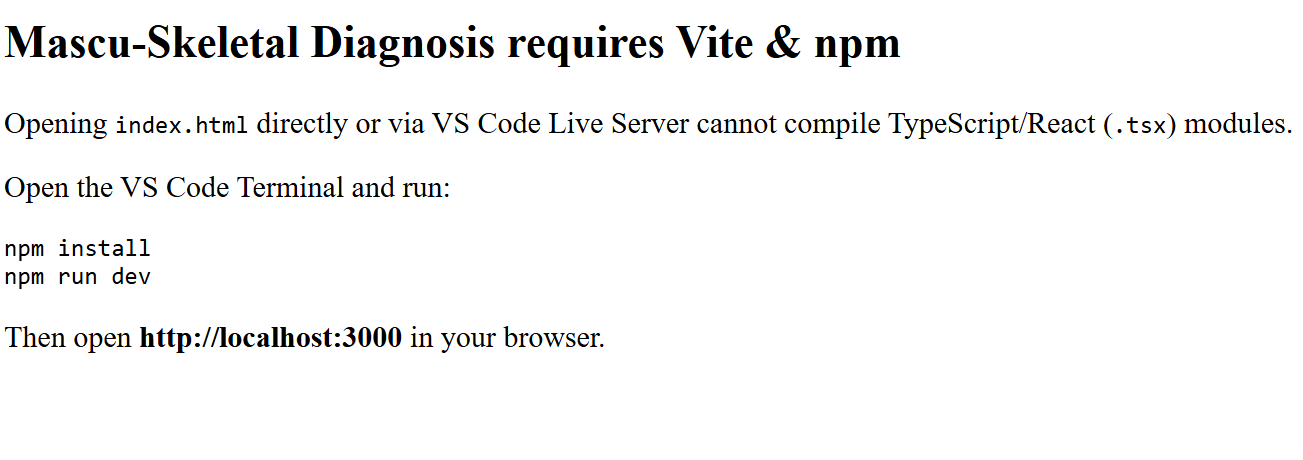 Mascu-Skeletal Diagnosis requires Vite & npm
Opening index.html directly or via VS Code Live Server cannot compile TypeScript/React (.tsx) modules.
Open the VS Code Terminal and run:
npm install
npm run dev
Then open http://localhost:3000 in your browser.